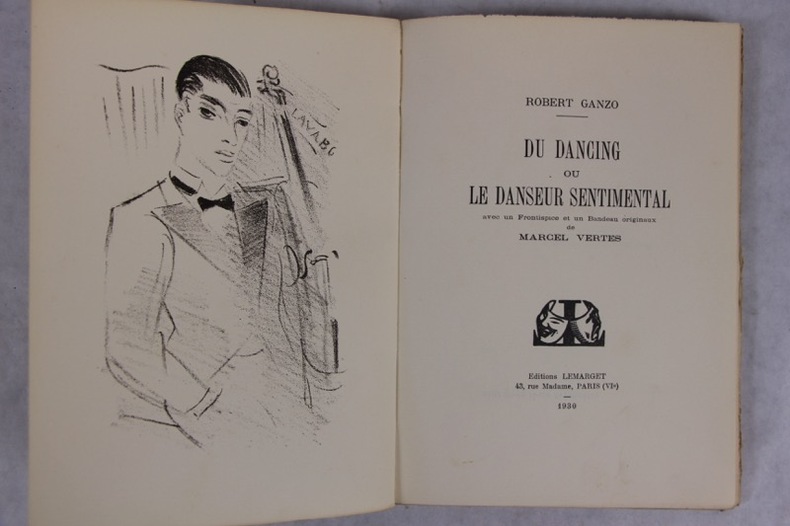 LAVABO
ROBERT GANZO
DU DANCING
OU
LE DANSEUR SENTIMENTAL
avec un Frontispice et un Bandeau originaux
de
MARCEL VERTES
Editions LEMARGET
43, rue Madame, PARIS (VIe)
1930